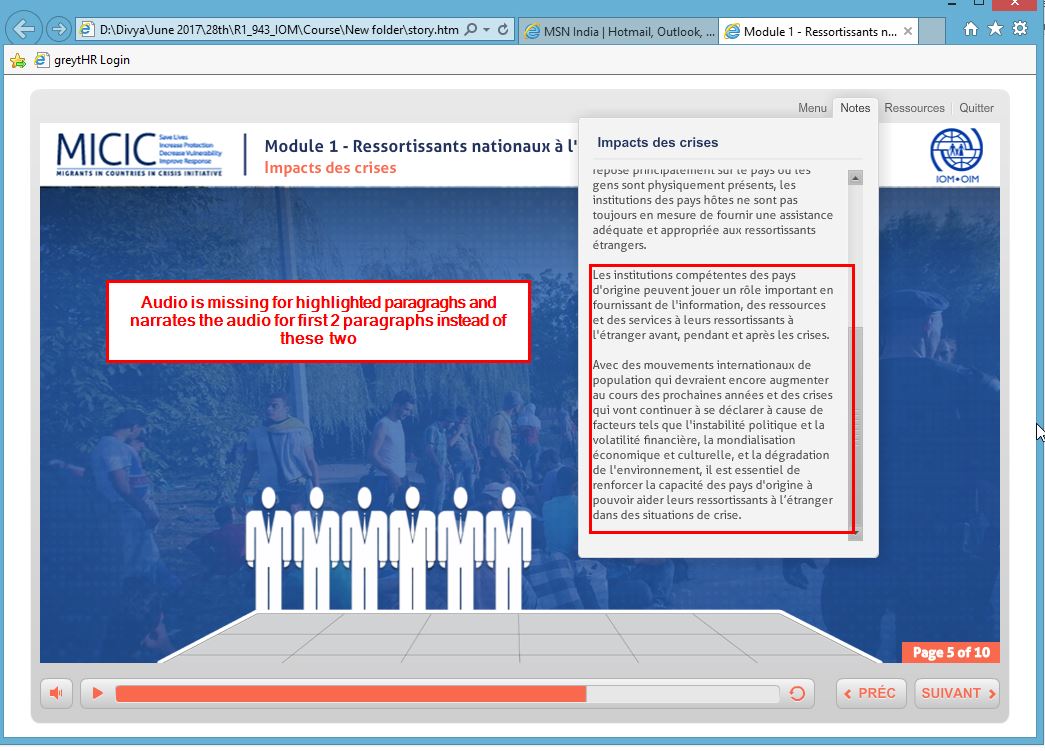 D:\Divya\June 2017\28th\R1_943_IOM\Course\New folder\story.htm
MSN India | Hotmail, Outlook, ...
Module 1 - Ressortissants n...
greytHR Login
Menu
Notes
Ressources
Quitter
MICIC
Save Lives
Increase Protection
Decrease Vulnerability
Improve Response
MIGRANTS IN COUNTRIES IN CRISIS INITIATIVE
Module 1 - Ressortissants nationaux à l'
Impacts des crises
IOM•OIM
Impacts des crises
repose principalement sur le pays où les
gens sont physiquement présents, les
institutions des pays hôtes ne sont pas
toujours en mesure de fournir une assistance
adéquate et appropriée aux ressortissants
étrangers.
Les institutions compétentes des pays
d'origine peuvent jouer un rôle important en
fournissant de l'information, des ressources
et des services à leurs ressortissants à
l'étranger avant, pendant et après les crises.
Avec des mouvements internationaux de
population qui devraient encore augmenter
au cours des prochaines années et des crises
qui vont continuer à se déclarer à cause de
facteurs tels que l'instabilité politique et la
volatilité financière, la mondialisation
économique et culturelle, et la dégradation
de l'environnement, il est essentiel de
renforcer la capacité des pays d'origine à
pouvoir aider leurs ressortissants à l'étranger
dans des situations de crise.
Audio is missing for highlighted paragraghs and
narrates the audio for first 2 paragraphs instead of
these two
Page 5 of 10
PRÉC
SUIVANT